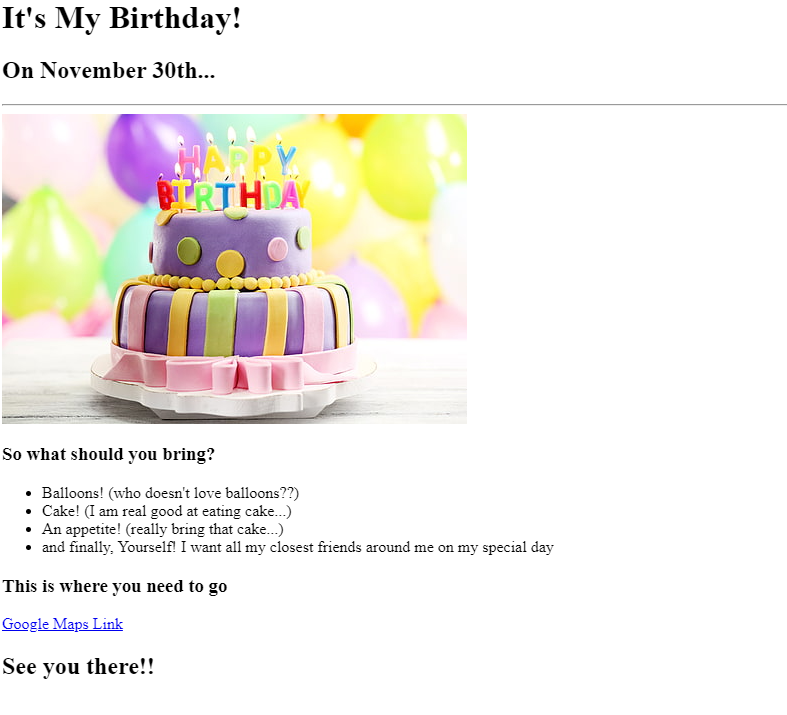 It's My Birthday!
On November 30th...
HAPPY
BIRTHDAY
So what should you bring?
Balloons! (who doesn't love balloons??)
Cake! (I am real good at eating cake...)
An appetite! (really bring that cake...)
and finally, Yourself! I want all my closest friends around me on my special day
This is where you need to go
Google Maps Link
See you there!!